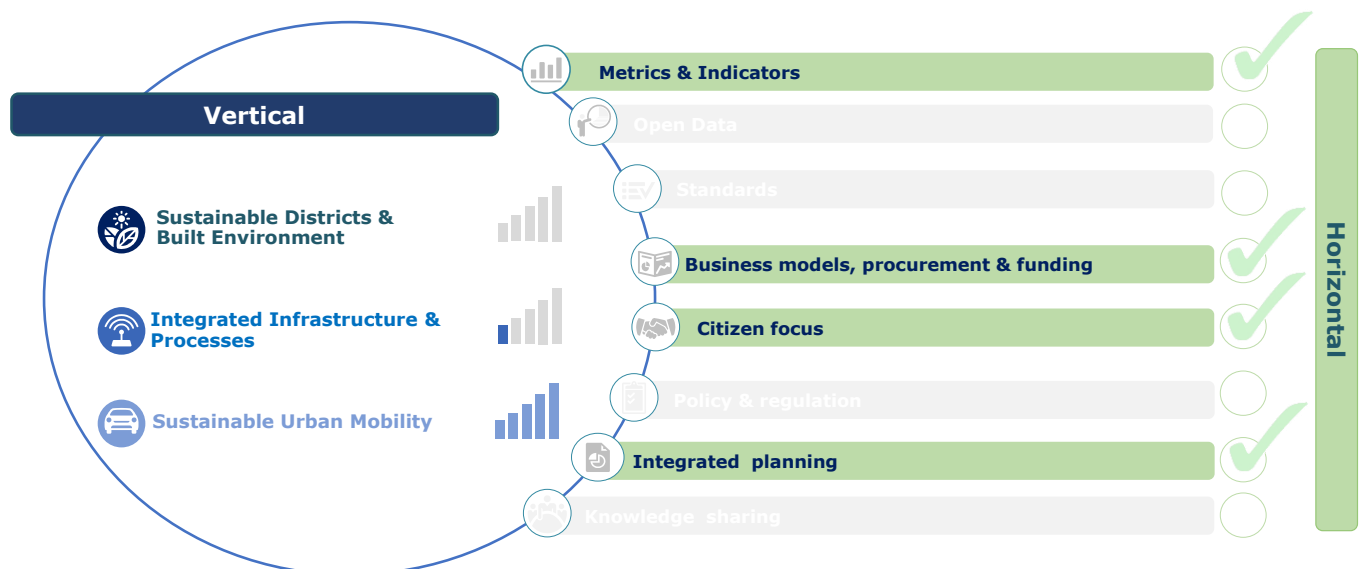 Vertical
Sustainable Districts &
Built Environment
Integrated Infrastructure &
Processes
Sustainable Urban Mobility
Metrics & Indicators
Open Data
Standards
Business models, procurement & funding
Citizen focus
Policy & regulation
Integrated planning
Knowledge sharing
Horizontal